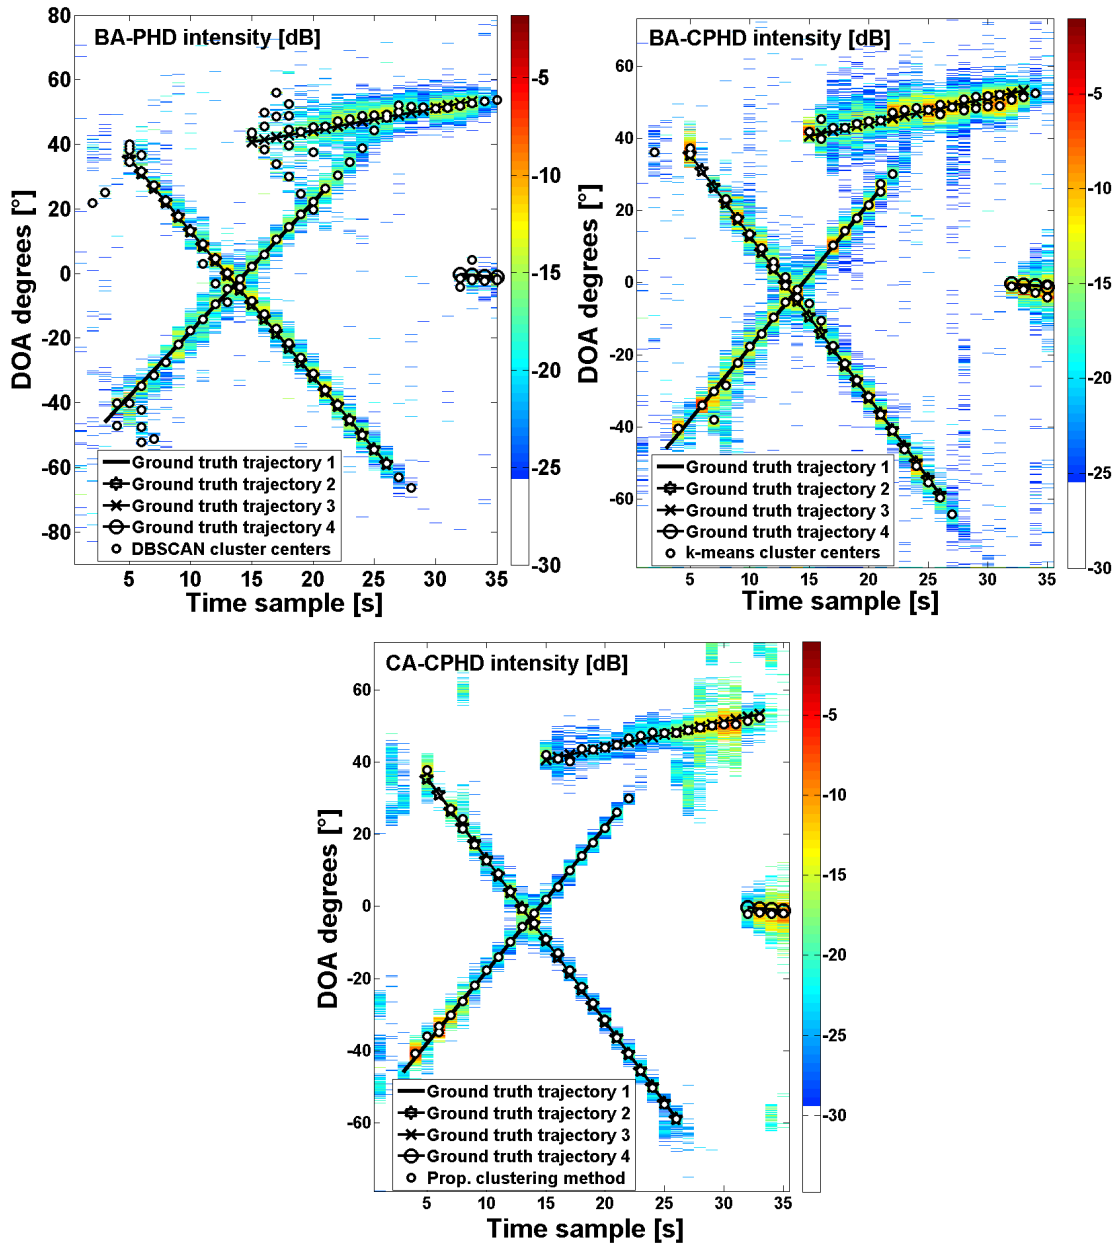 BA-PHD intensity [dB]
80
60
40
20
0
-20
-40
-60
-80
DOA degrees [°]
Ground truth trajectory 1
Ground truth trajectory 2
Ground truth trajectory 3
Ground truth trajectory 4
DBSCAN cluster centers
5 10 15 20 25 30 35
Time sample [s]
-5
-10
-15
-20
-25
-30
BA-CPHD intensity [dB]
60
40
20
0
-20
-40
-60
DOA degrees [°]
Ground truth trajectory 1
Ground truth trajectory 2
Ground truth trajectory 3
Ground truth trajectory 4
k-means cluster centers
5 10 15 20 25 30 35
Time sample [s]
-5
-10
-15
-20
-25
-30
CA-CPHD intensity [dB]
60
40
20
0
-20
-40
-60
DOA degrees [°]
Ground truth trajectory 1
Ground truth trajectory 2
Ground truth trajectory 3
Ground truth trajectory 4
Prop. clustering method
5 10 15 20 25 30 35
Time sample [s]
-5
-10
-15
-20
-25
-30